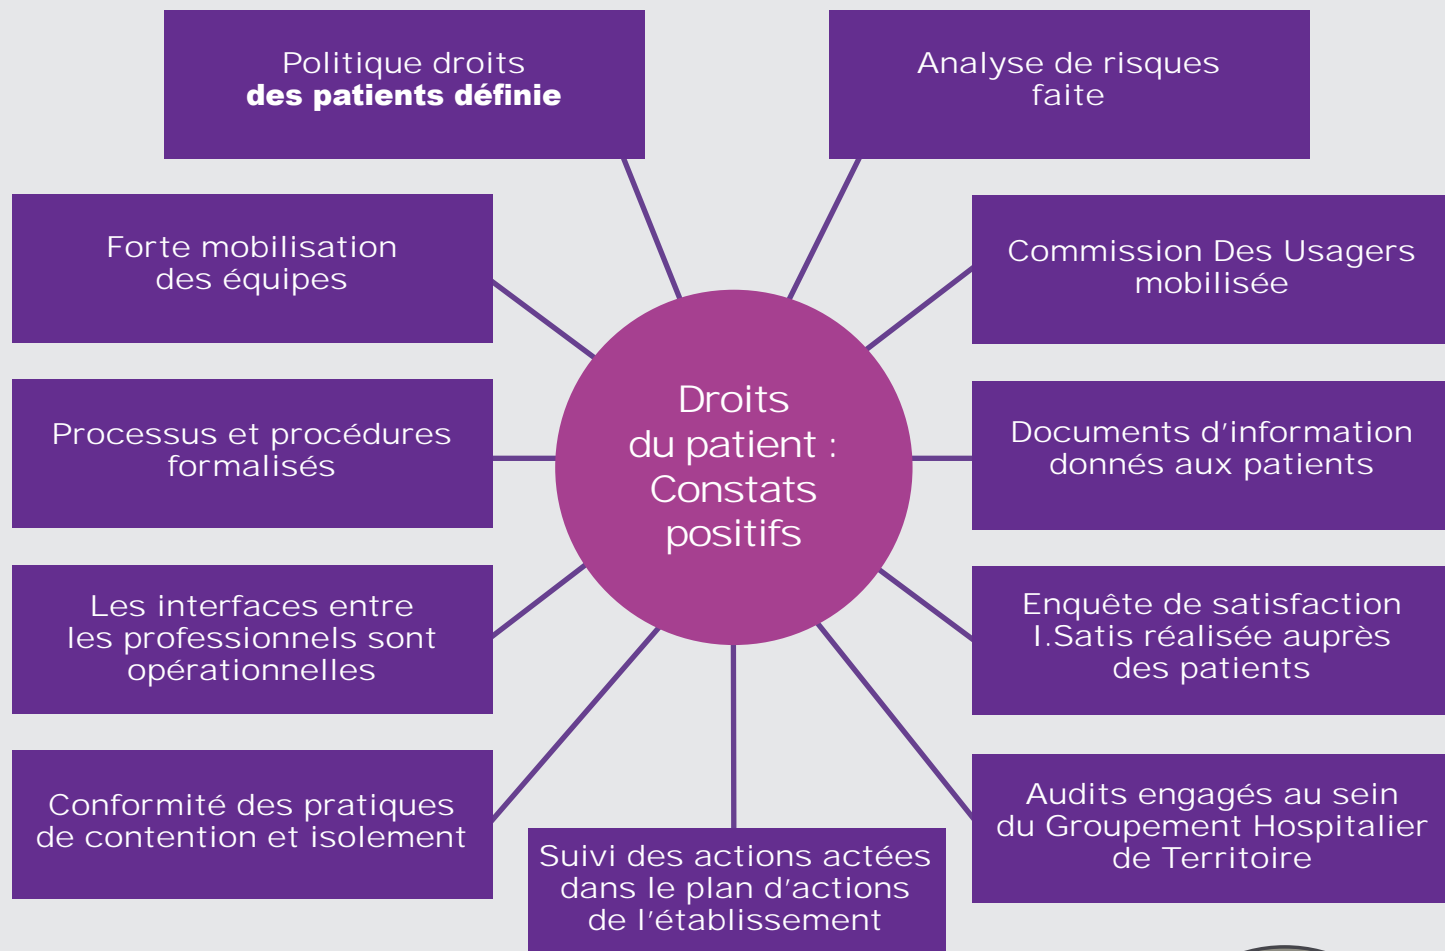 Politique droits
des patients définie
Analyse de risques
faite
Forte mobilisation
des équipes
Commission Des Usagers
mobilisée
Droits
du patient :
Constats
positifs
Processus et procédures
formalisés
Documents d'information
donnés aux patients
Les interfaces entre
les professionnels sont
opérationnelles
Enquête de satisfaction
I.Satis réalisée auprès
des patients
Conformité des pratiques
de contention et isolement
Audits engagés au sein
du Groupement Hospitalier
de Territoire
Suivi des actions actées
dans le plan d'actions
de l'établissement